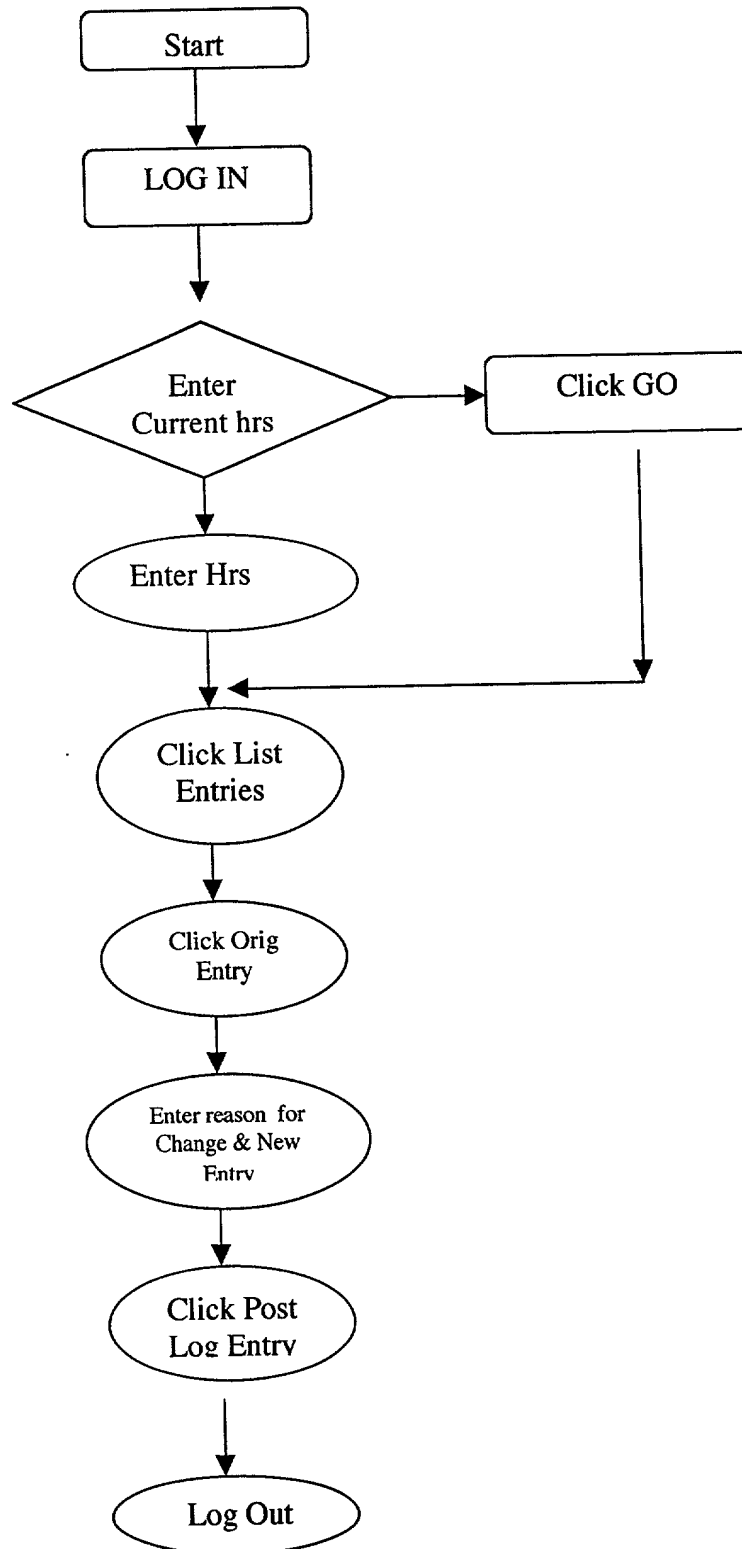 Start
LOG IN
Enter
Current hrs
Click GO
Enter Hrs
Click List
Entries
Click Orig
Entry
Enter reason for
Change & New
Entry
Click Post
Log Entry
Log Out